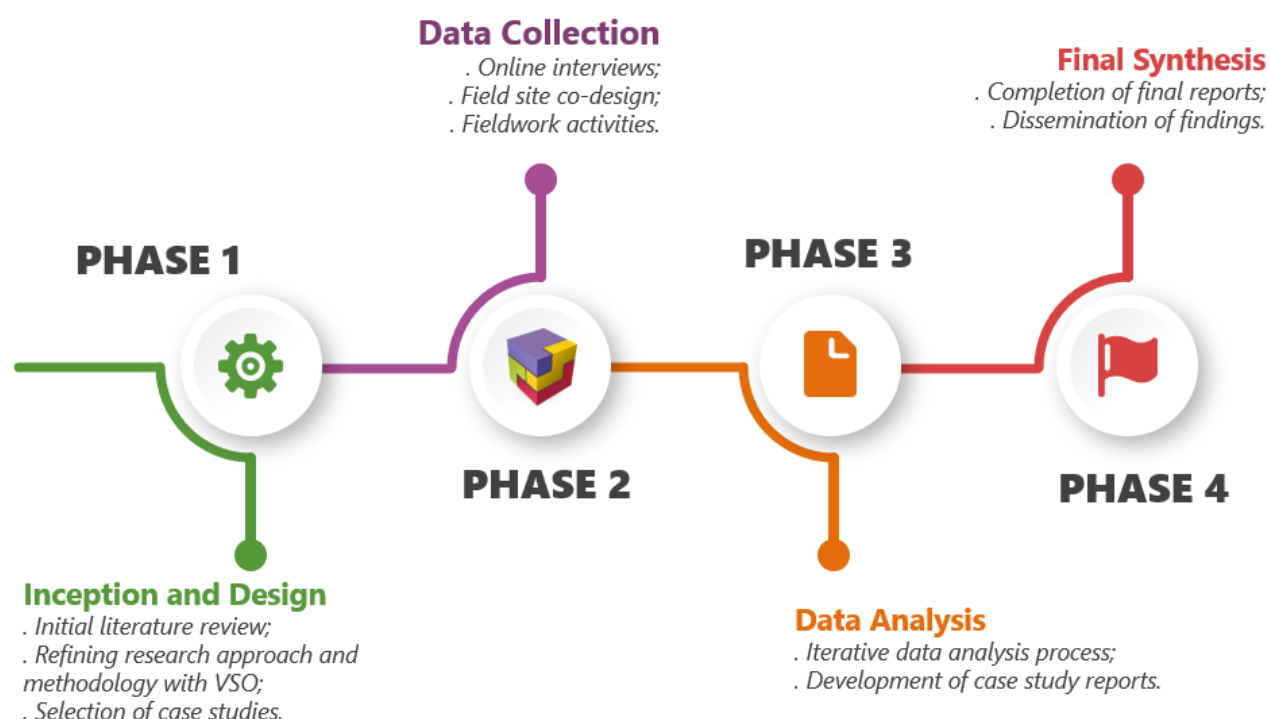 PHASE 1
Inception and Design
. Initial literature review;
. Refining research approach and
methodology with VSO;
. Selection of case studies.
Data Collection
. Online interviews;
. Field site co-design;
. Fieldwork activities.
PHASE 2
PHASE 3
Data Analysis
. Iterative data analysis process;
. Development of case study reports.
Final Synthesis
. Completion of final reports;
. Dissemination of findings.
PHASE 4